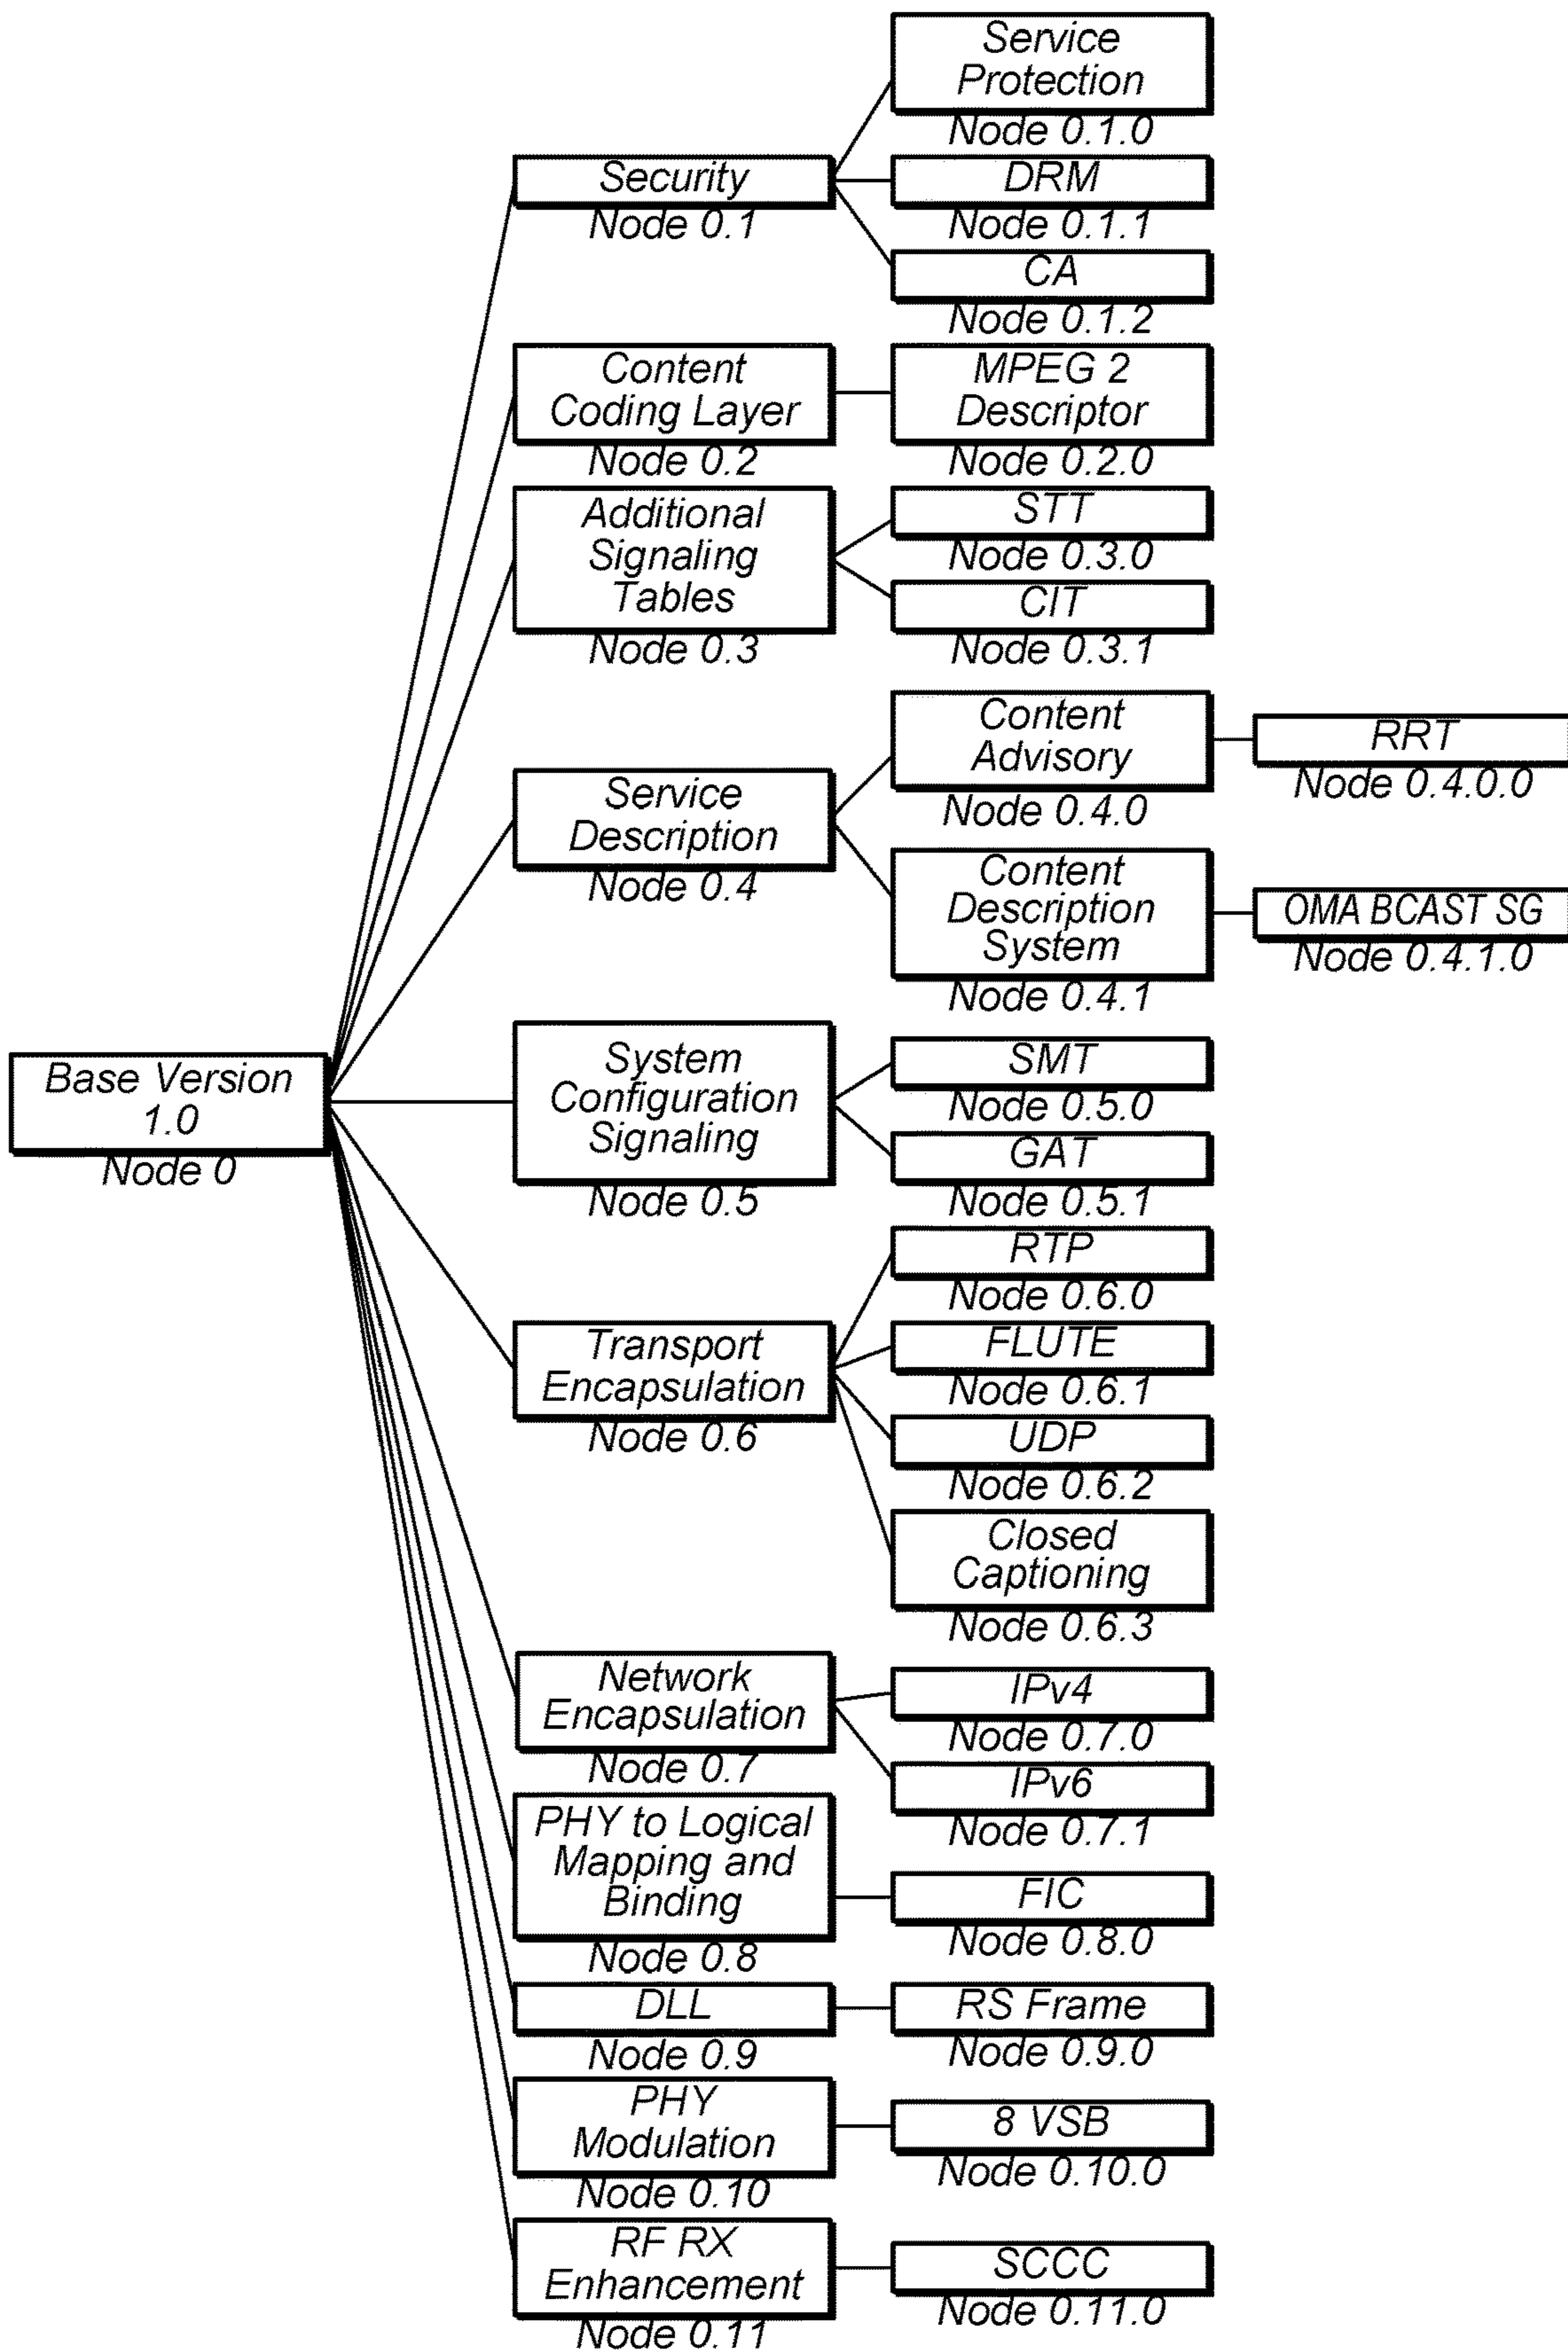 Base Version
1.0
Node 0
Security
Node 0.1
Service
Protection
Node 0.1.0
DRM
Node 0.1.1
CA
Node 0.1.2
Content
Coding Layer
Node 0.2
MPEG 2
Descriptor
Node 0.2.0
Additional
Signaling
Tables
Node 0.3
STT
Node 0.3.0
CIT
Node 0.3.1
Service
Description
Node 0.4
Content
Advisory
Node 0.4.0
RRT
Node 0.4.0.0
Content
Description
System
Node 0.4.1
OMA BCAST SG
Node 0.4.1.0
System
Configuration
Signaling
Node 0.5
SMT
Node 0.5.0
GAT
Node 0.5.1
Transport
Encapsulation
Node 0.6
RTP
Node 0.6.0
FLUTE
Node 0.6.1
UDP
Node 0.6.2
Closed
Captioning
Node 0.6.3
Network
Encapsulation
Node 0.7
IPv4
Node 0.7.0
IPv6
Node 0.7.1
PHY to Logical
Mapping and
Binding
Node 0.8
FIC
Node 0.8.0
DLL
Node 0.9
RS Frame
Node 0.9.0
PHY
Modulation
Node 0.10
8 VSB
Node 0.10.0
RF RX
Enhancement
Node 0.11
SCCC
Node 0.11.0